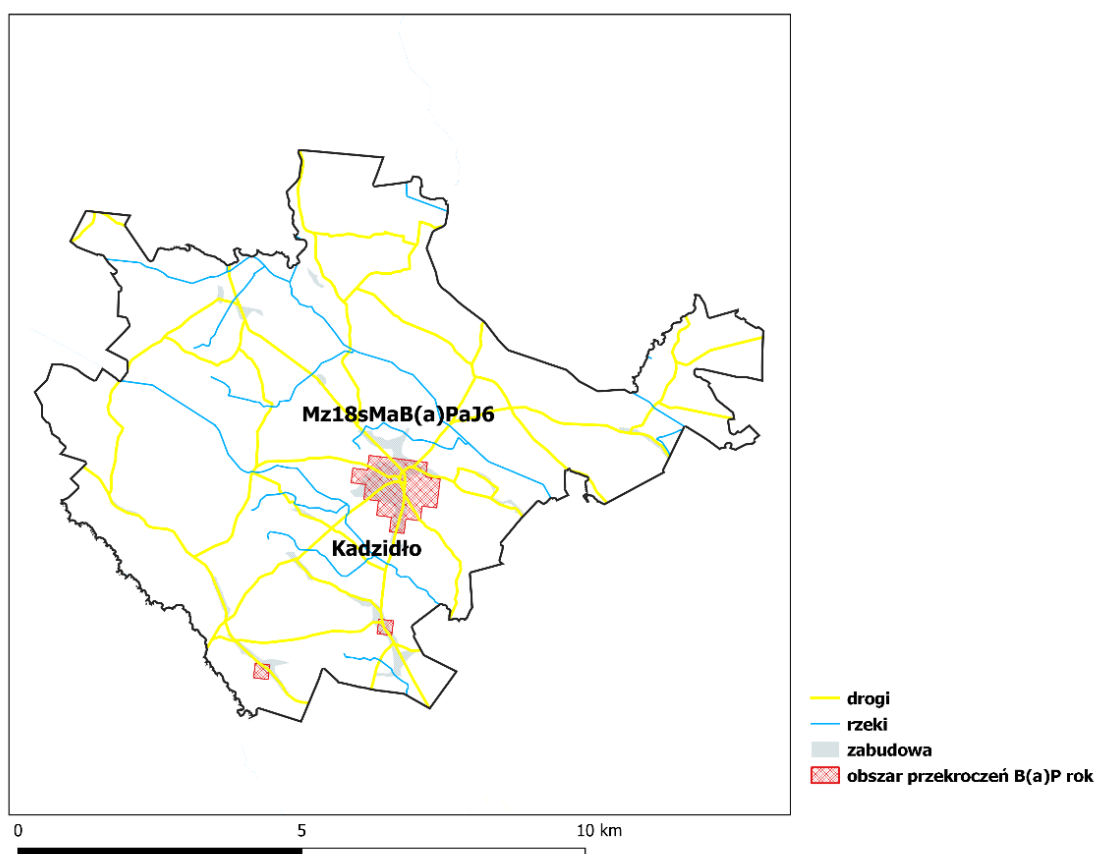 Mz18sMaB(a)PaJ6
Kadzidło
drogi
rzeki
zabudowa
obszar przekroczeń B(a)P rok
0 5 10 km